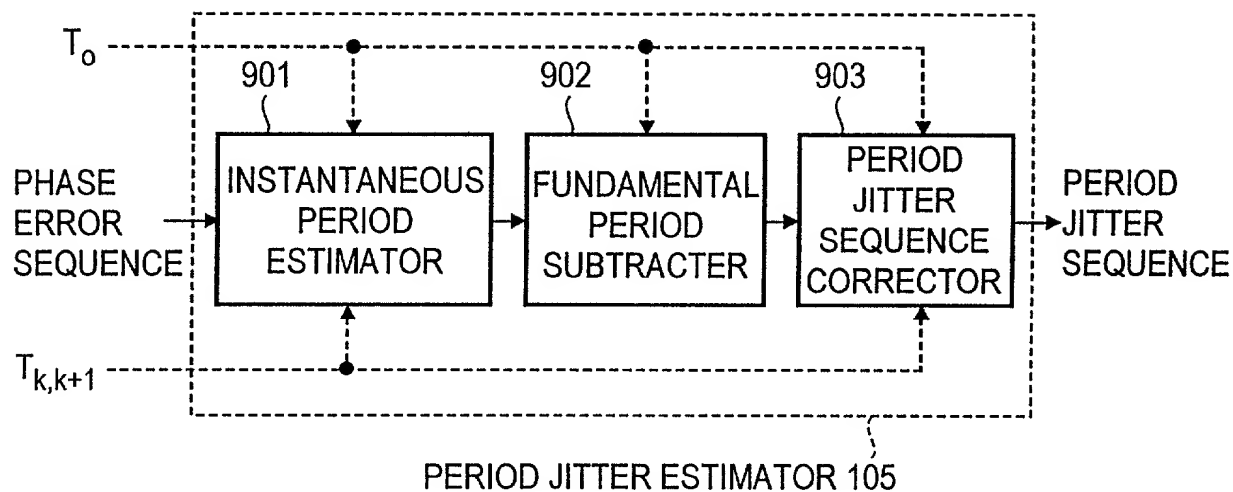 T₀
901
902
903
PHASE
ERROR
SEQUENCE
INSTANTANEOUS
PERIOD
ESTIMATOR
FUNDAMENTAL
PERIOD
SUBTRACTER
PERIOD
JITTER
SEQUENCE
CORRECTOR
PERIOD
JITTER
SEQUENCE
Tk,k+1
PERIOD JITTER ESTIMATOR 105